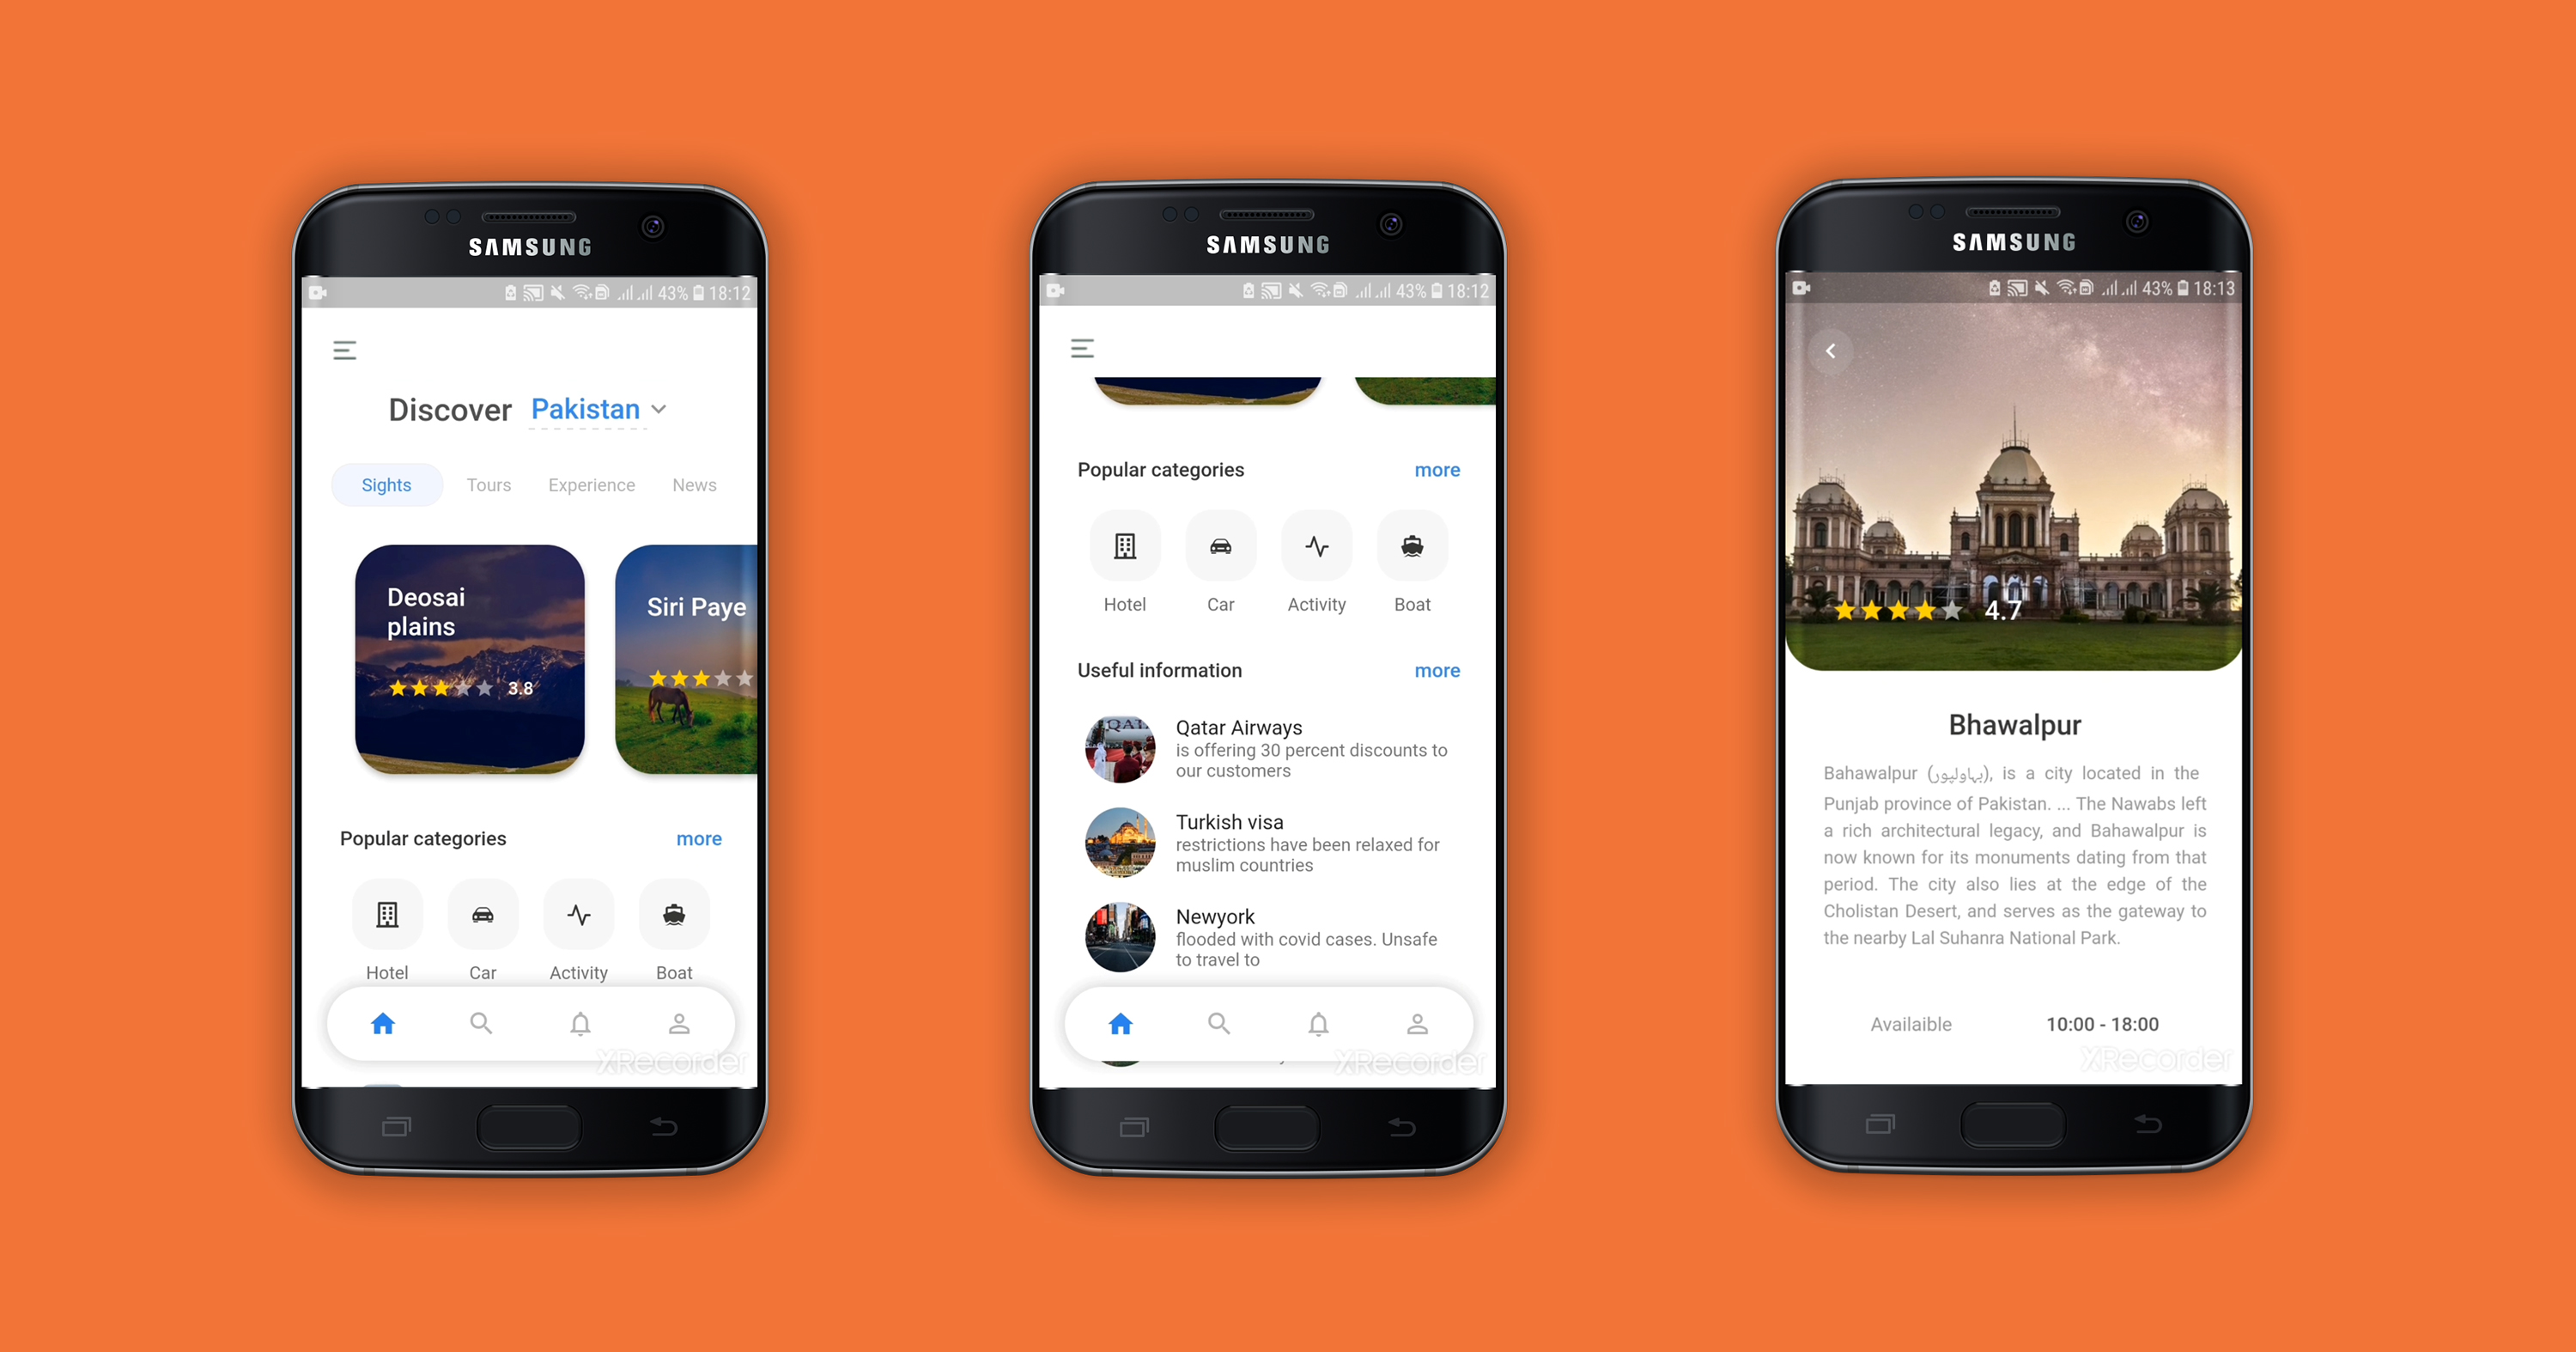 SAMSUNG
43% 18:12
Discover Pakistan
Sights Tours Experience News
Deosai
plains
3.8
Siri Paye
Popular categories more
Hotel Car Activity Boat
XRecorder
SAMSUNG
43% 18:12
Popular categories more
Hotel Car Activity Boat
Useful information more
QAT
Qatar Airways
is offering 30 percent discounts to
our customers
Turkish visa
restrictions have been relaxed for
muslim countries
Newyork
flooded with covid cases. Unsafe
to travel to
XRecorder
SAMSUNG
43% 18:13
4.7
Bhawalpur
Bahawalpur (بہاولپور), is a city located in the
Punjab province of Pakistan. ... The Nawabs left
a rich architectural legacy, and Bahawalpur is
now known for its monuments dating from that
period. The city also lies at the edge of the
Cholistan Desert, and serves as the gateway to
the nearby Lal Suhanra National Park.
Availaible 10:00 - 18:00
XRecorder